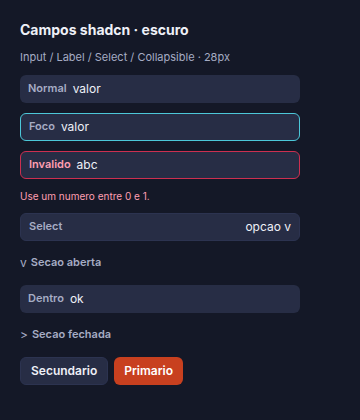 Campos shadcn · escuro
Input / Label / Select / Collapsible · 28px
Normal valor
Foco valor
Invalido abc
Use um numero entre 0 e 1.
Select opcao v
v Secao aberta
Dentro ok
> Secao fechada
Secundario Primario